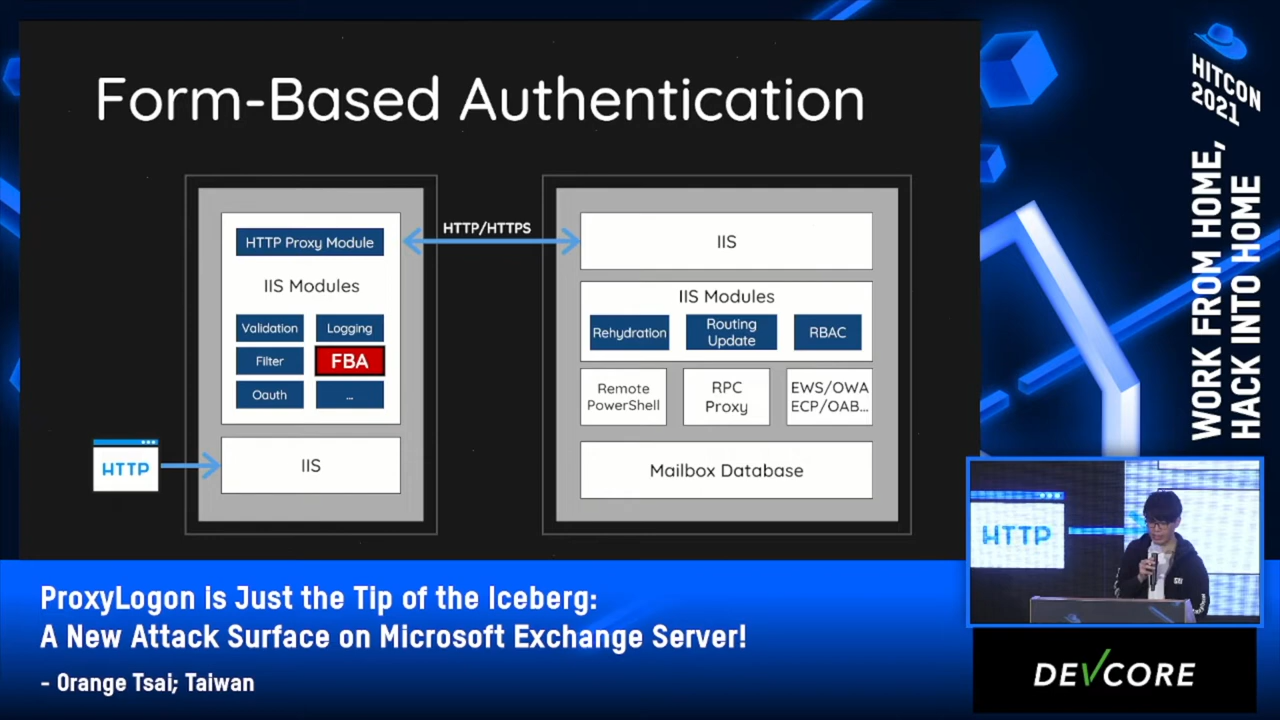 Form-Based Authentication
HTTP Proxy Module
IIS Modules
Validation
Logging
Filter
FBA
Oauth
...
IIS
HTTP
HTTP/HTTPS
IIS
IIS Modules
Rehydration
Routing
Update
RBAC
Remote
PowerShell
RPC
Proxy
EWS/OWA
ECP/OAB...
Mailbox Database
HITCON
2021
WORK FROM HOME,
HACK INTO HOME
HTTP
ProxyLogon is Just the Tip of the Iceberg:
A New Attack Surface on Microsoft Exchange Server!
- Orange Tsai; Taiwan
DEVCORE